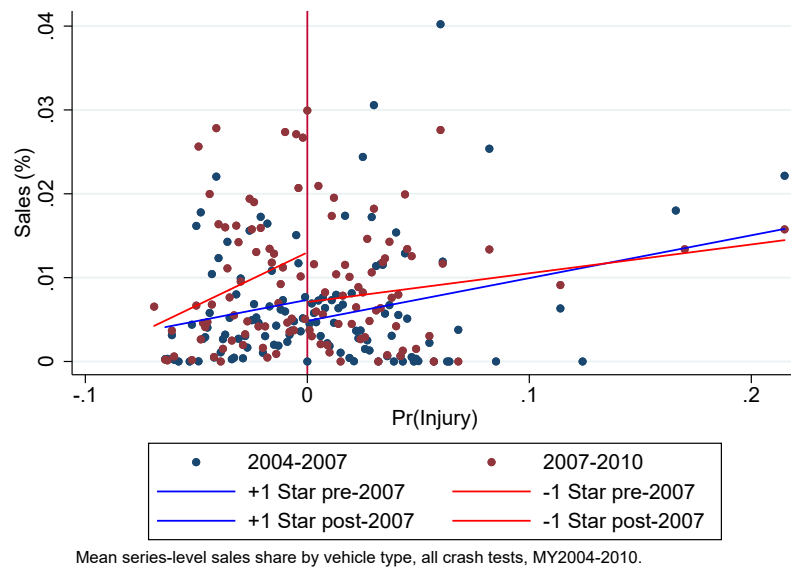 .04
.03
.02
.01
0
Sales (%)
-.1 0 .1 .2
Pr(Injury)
2004-2007 2007-2010
+1 Star pre-2007 -1 Star pre-2007
+1 Star post-2007 -1 Star post-2007
Mean series-level sales share by vehicle type, all crash tests, MY2004-2010.